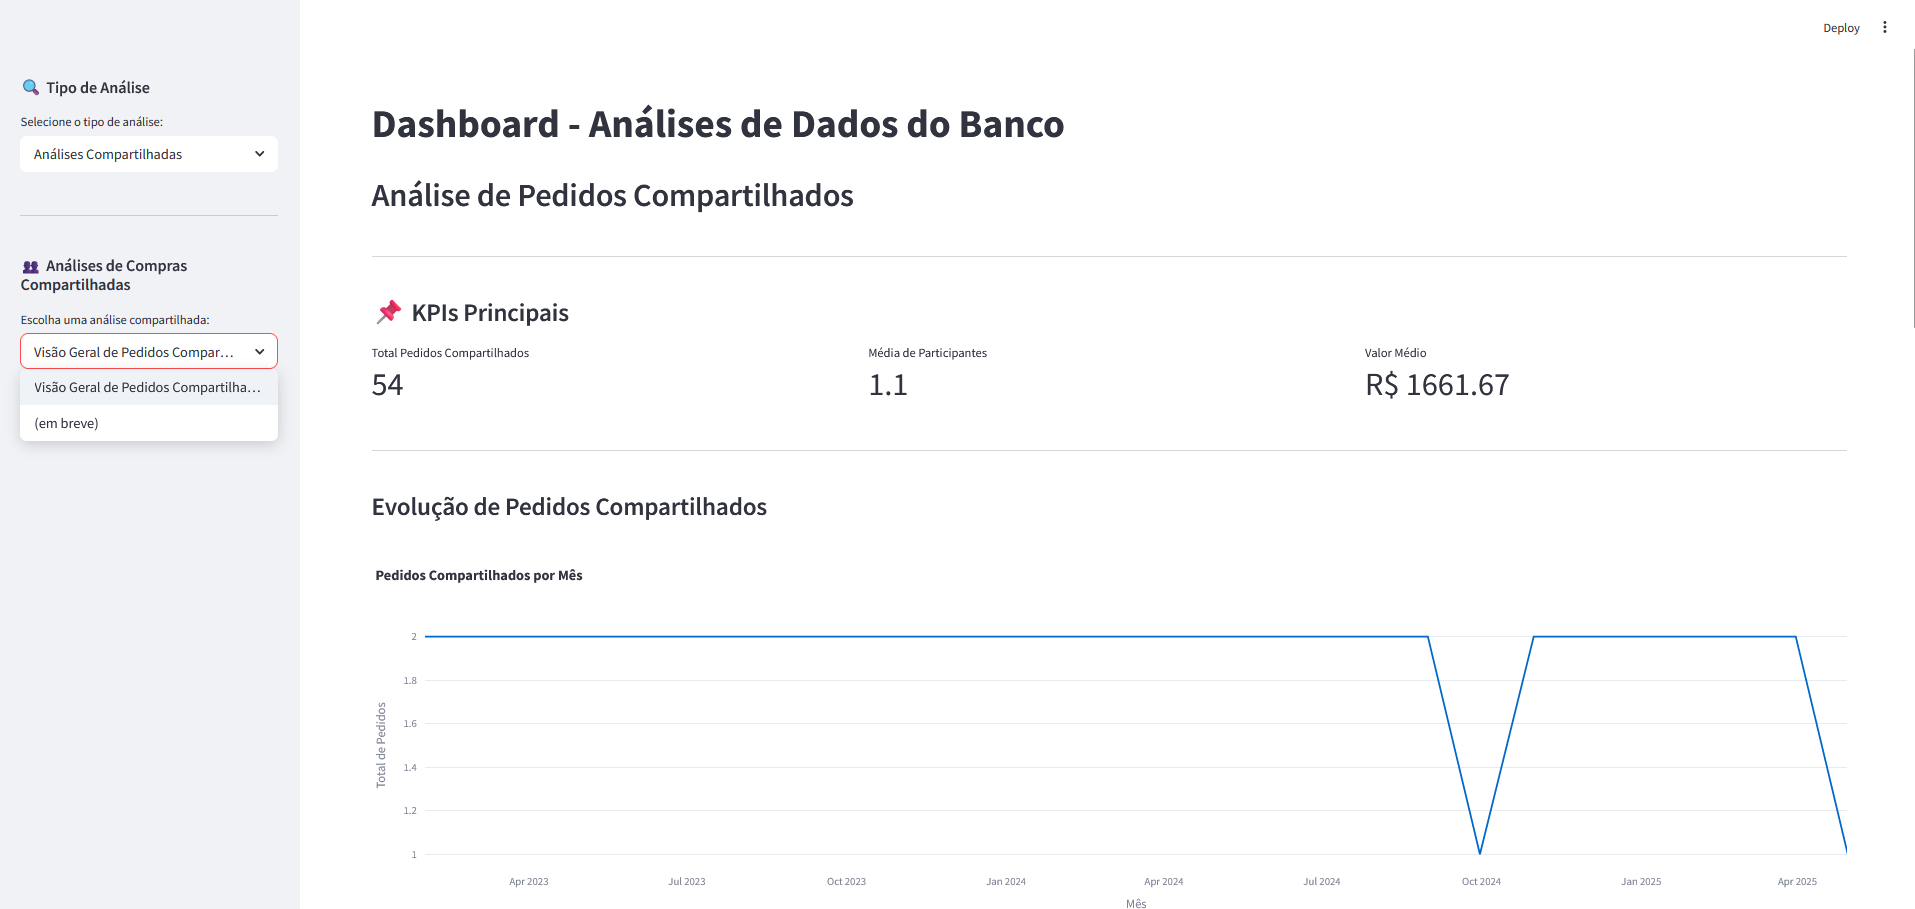 Deploy
Tipo de Análise
Selecione o tipo de análise:
Análises Compartilhadas
Análises de Compras
Compartilhadas
Escolha uma análise compartilhada:
Visão Geral de Pedidos Compar...
Visão Geral de Pedidos Compartilha...
(em breve)
Dashboard - Análises de Dados do Banco
Análise de Pedidos Compartilhados
KPIs Principais
Total Pedidos Compartilhados
54
Média de Participantes
1.1
Valor Médio
R$ 1661.67
Evolução de Pedidos Compartilhados
Pedidos Compartilhados por Mês
Total de Pedidos
2
1.8
1.6
1.4
1.2
1
Apr 2023
Jul 2023
Oct 2023
Jan 2024
Apr 2024
Jul 2024
Oct 2024
Jan 2025
Apr 2025
Mês